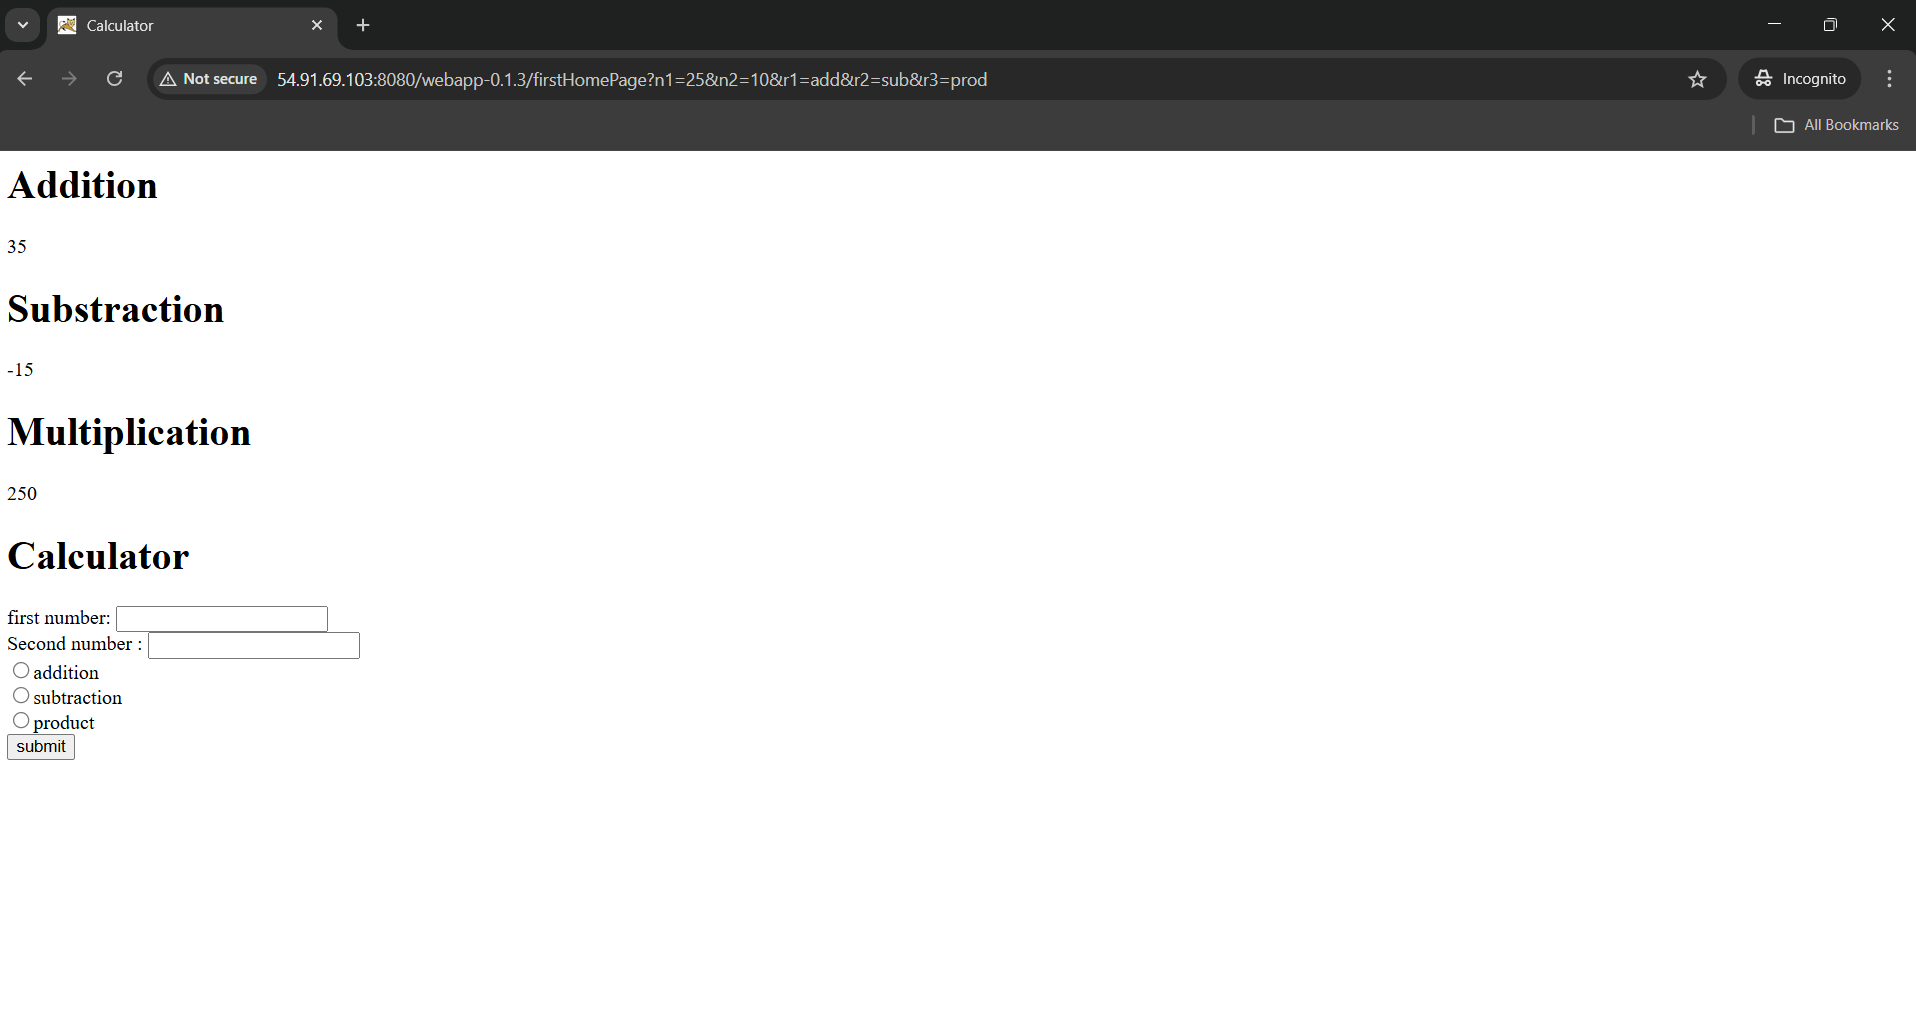 Calculator
Not secure 54.91.69.103:8080/webapp-0.1.3/firstHomePage?n1=25&n2=10&r1=add&r2=sub&r3=prod Incognito
All Bookmarks
Addition
35
Substraction
-15
Multiplication
250
Calculator
first number:
Second number :
addition
subtraction
product
submit